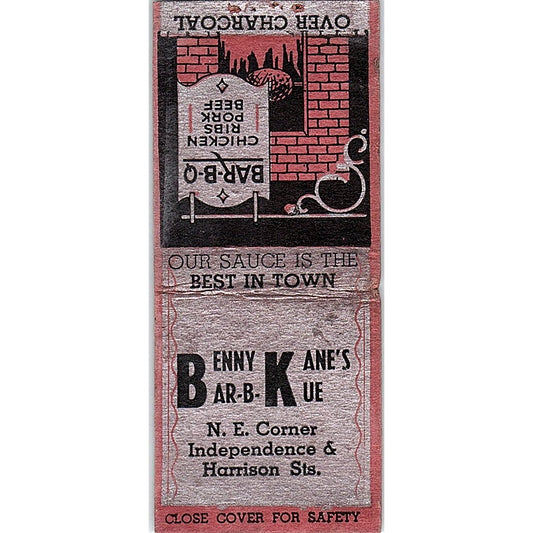 OVER CHARCOAL
BAR-B-Q
CHICKEN
RIBS
PORK
BEEF
OUR SAUCE IS THE
BEST IN TOWN
BENNY KANE'S
BAR-B-KUE
N. E. Corner
Independence &
Harrison Sts.
CLOSE COVER FOR SAFETY